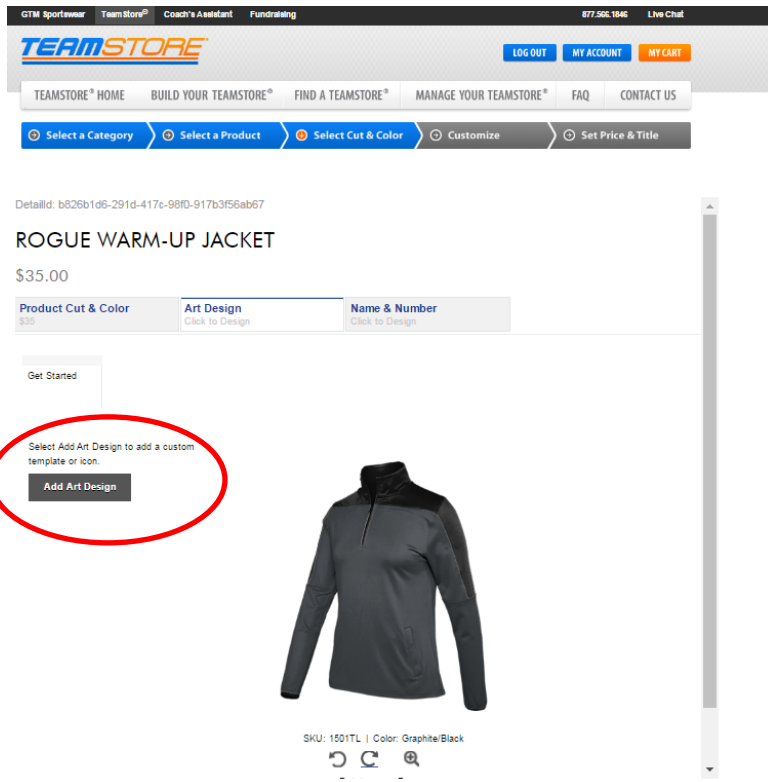 GTM Sportswear TeamStore® Coach's Assistant Fundraising 877.566.1846 Live Chat
TEAMSTORE
LOG OUT MY ACCOUNT MY CART
TEAMSTORE® HOME BUILD YOUR TEAMSTORE® FIND A TEAMSTORE® MANAGE YOUR TEAMSTORE® FAQ CONTACT US
Select a Category Select a Product Select Cut & Color Customize Set Price & Title
DetailId: b826b1d6-291d-417c-98f0-917b3f56ab67
ROGUE WARM-UP JACKET
$35.00
Product Cut & Color Art Design Name & Number
$35 Click to Design Click to Design
Get Started
Select Add Art Design to add a custom
template or icon.
Add Art Design
SKU: 1501TL | Color: Graphite/Black